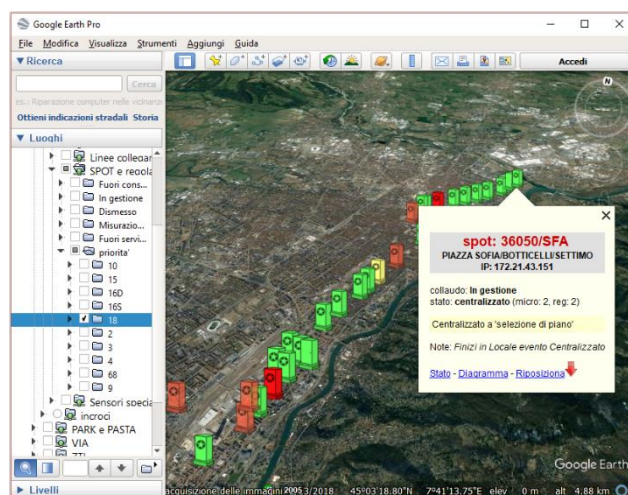 Google Earth Pro
File Modifica Visualizza Strumenti Aggiungi Guida
Accedi
▼ Ricerca
Cerca
es.: Riparazione computer nelle vicinanze
Ottieni indicazioni stradali Storia
▼ Luoghi
Linee collegar
SPOT e regola
Fuori cons...
In gestione
Dismesso
Misurazio...
Fuori servi...
priorita'
10
15
16D
16S
18
2
3
4
68
9
Sensori specia
incroci
PARK e PASTA
VIA
ZTL
▶ Livelli
N
spot: 36050/SFA
PIAZZA SOFIA/BOTTICELLI/SETTIMO
IP: 172.21.43.151
collaudo: In gestione
stato: centralizzato (micro: 2, reg: 2)
Centralizzato a 'selezione di piano'
Note: Finizi in Locale evento Centralizzato
Stato - Diagramma - Riposiziona
Google Earth
acquisizione delle immagini 3/2018 45°03'18.80"N 7°41'13.75"E elev 0 m alt 4.88 km
2005